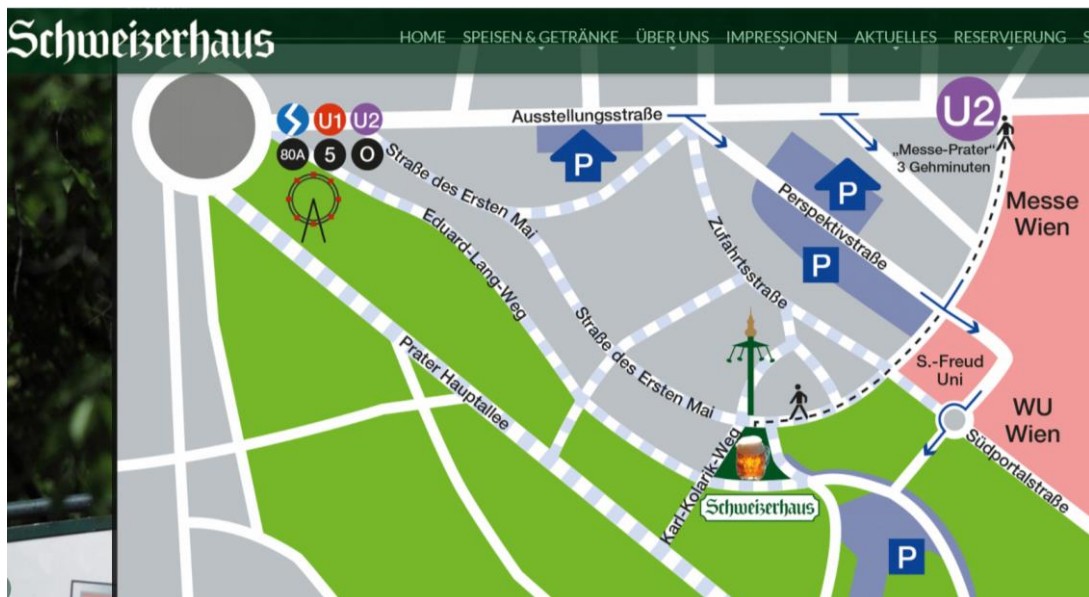 Schweizerhaus
HOME SPEISEN & GETRÄNKE ÜBER UNS IMPRESSIONEN AKTUELLES RESERVIERUNG S
U1 U2
80A 5 O
Ausstellungsstraße
U2
„Messe-Prater“
3 Gehminuten
P
P
P
Straße des Ersten Mai
Eduard-Lang-Weg
Zufahrtsstraße
Perspektivstraße
Messe
Wien
Straße des Ersten Mai
Prater Hauptallee
S.-Freud
Uni
WU
Wien
Karl-Kolarik-Weg
Südportalstraße
Schweizerhaus
P